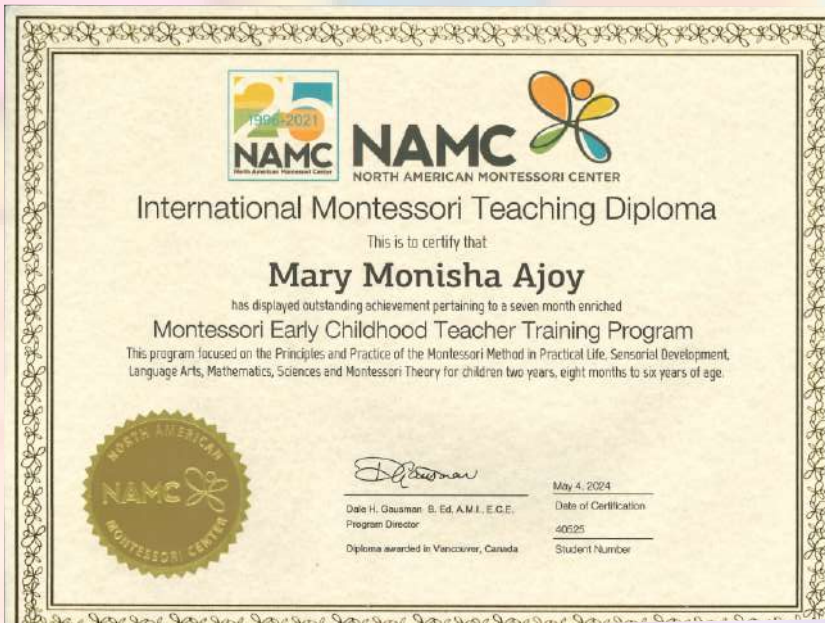 25
1996-2021
NAMC
North American Montessori Center
NAMC
NORTH AMERICAN MONTESSORI CENTER
International Montessori Teaching Diploma
This is to certify that
Mary Monisha Ajoy
has displayed outstanding achievement pertaining to a seven month enriched
Montessori Early Childhood Teacher Training Program
This program focused on the Principles and Practice of the Montessori Method in Practical Life, Sensorial Development,
Language Arts, Mathematics, Sciences and Montessori Theory for children two years, eight months to six years of age.
NORTH AMERICAN
NAMC
MONTESSORI CENTER
DGausman
Dale H. Gausman B. Ed, A.M.I., E.C.E.
Program Director
Diploma awarded in Vancouver, Canada
May 4, 2024
Date of Certification
40525
Student Number